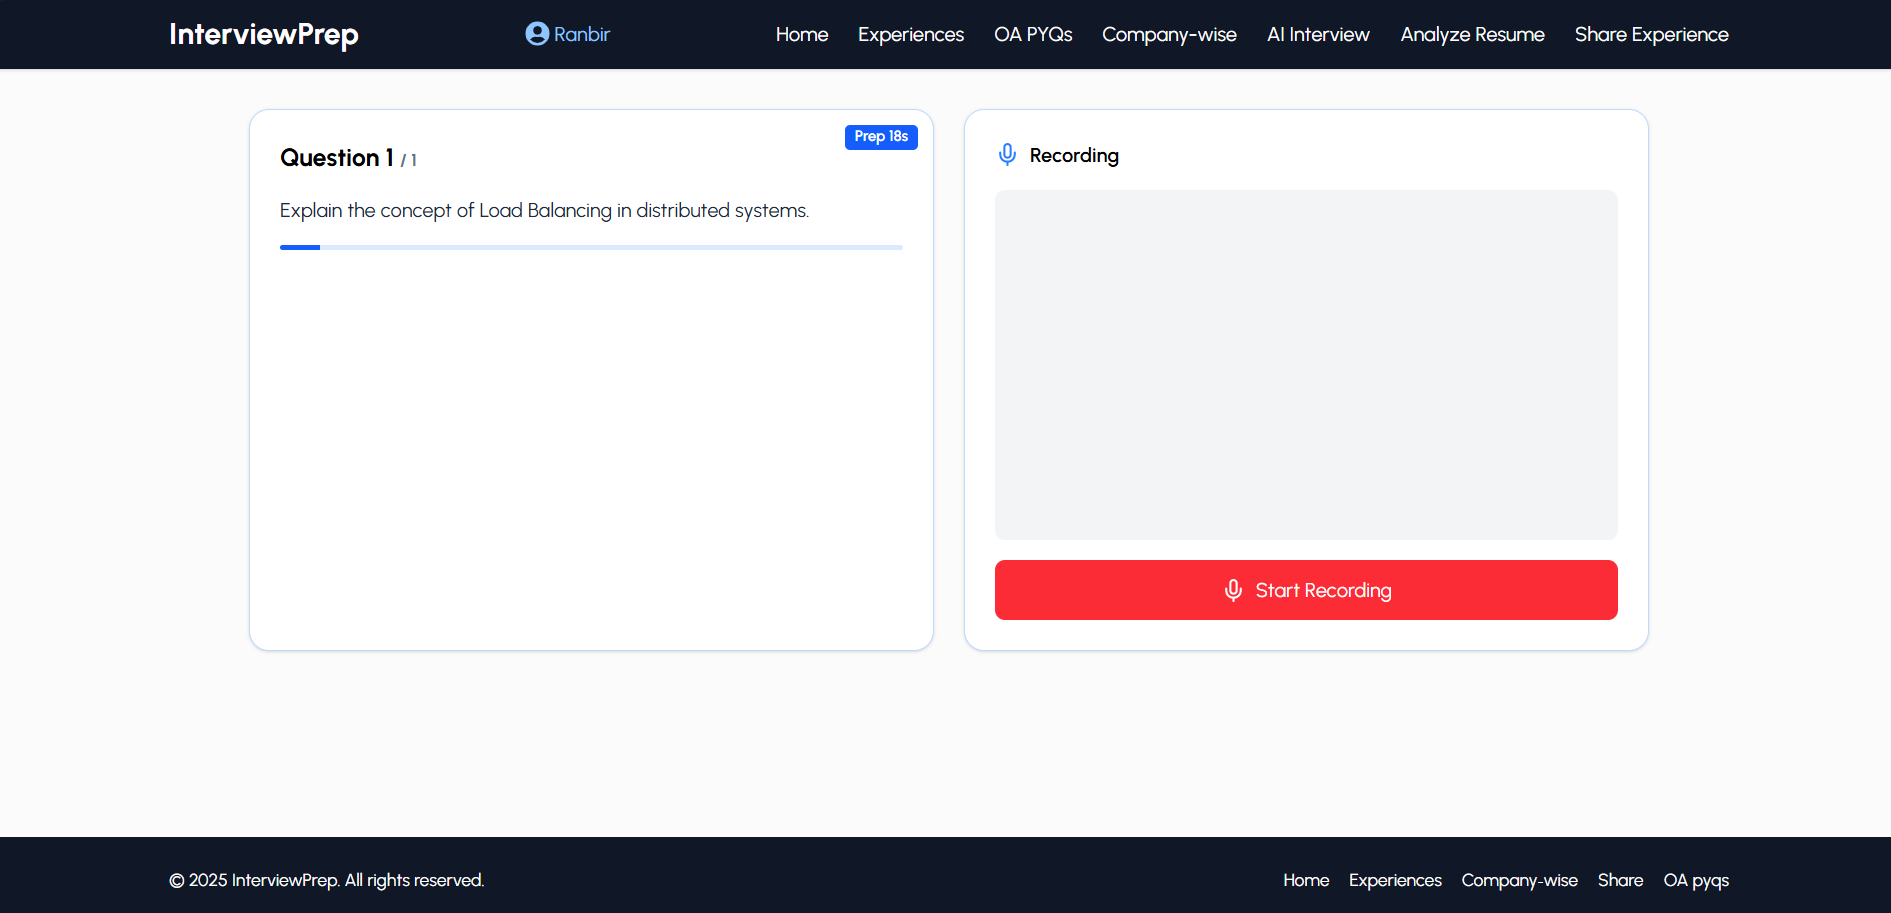 InterviewPrep
Ranbir
Home Experiences OA PYQs Company-wise AI Interview Analyze Resume Share Experience
Prep 18s
Question 1 / 1
Explain the concept of Load Balancing in distributed systems.
Recording
Start Recording
© 2025 InterviewPrep. All rights reserved.
Home Experiences Company-wise Share OA pyqs